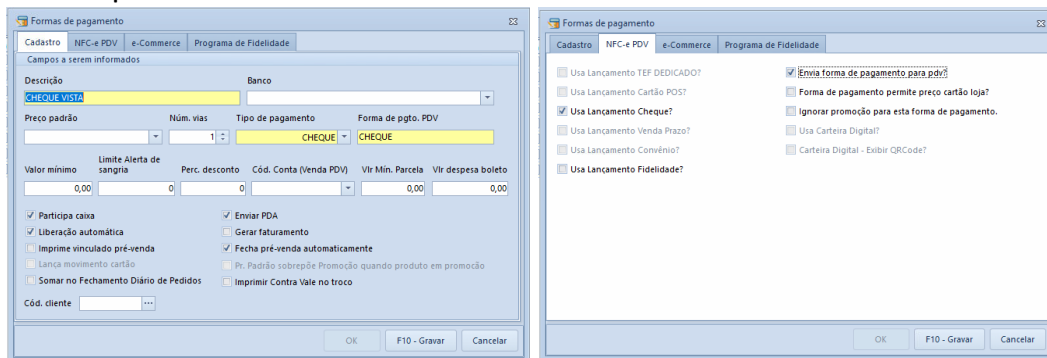 Formas de pagamento
Cadastro NFC-e PDV e-Commerce Programa de Fidelidade
Campos a serem informados
Descrição Banco
CHEQUE VISTA
Preço padrão Núm. vias Tipo de pagamento Forma de pgto. PDV
1 CHEQUE CHEQUE
Limite Alerta de
Valor mínimo sangria Perc. desconto Cód. Conta (Venda PDV) Vlr Mín. Parcela Vlr despesa boleto
0,00 0 0 0,00 0,00
Participa caixa Enviar PDA
Liberação automática Gerar faturamento
Imprime vinculado pré-venda Fecha pré-venda automaticamente
Lança movimento cartão Pr. Padrão sobrepõe Promoção quando produto em promocão
Somar no Fechamento Diário de Pedidos Imprimir Contra Vale no troco
Cód. cliente ...
OK F10 - Gravar Cancelar
Formas de pagamento
Cadastro NFC-e PDV e-Commerce Programa de Fidelidade
Usa Lançamento TEF DEDICADO? Envia forma de pagamento para pdv?
Usa Lançamento Cartão POS? Forma de pagamento permite preço cartão loja?
Usa Lançamento Cheque? Ignorar promoção para esta forma de pagamento.
Usa Lançamento Venda Prazo? Usa Carteira Digital?
Usa Lançamento Convênio? Carteira Digital - Exibir QRCode?
Usa Lançamento Fidelidade?
OK F10 - Gravar Cancelar